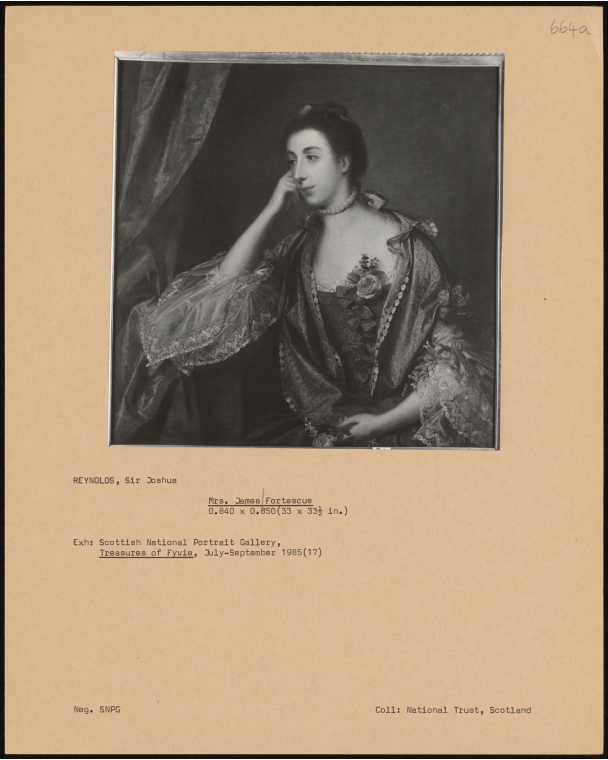 664a
REYNOLDS, Sir Joshua
Mrs. James Fortescue
0.840 x 0.850(33 x 33½ in.)
Exh: Scottish National Portrait Gallery,
Treasures of Fyvie, July-September 1985(17)
Neg. SNPG
Coll: National Trust, Scotland